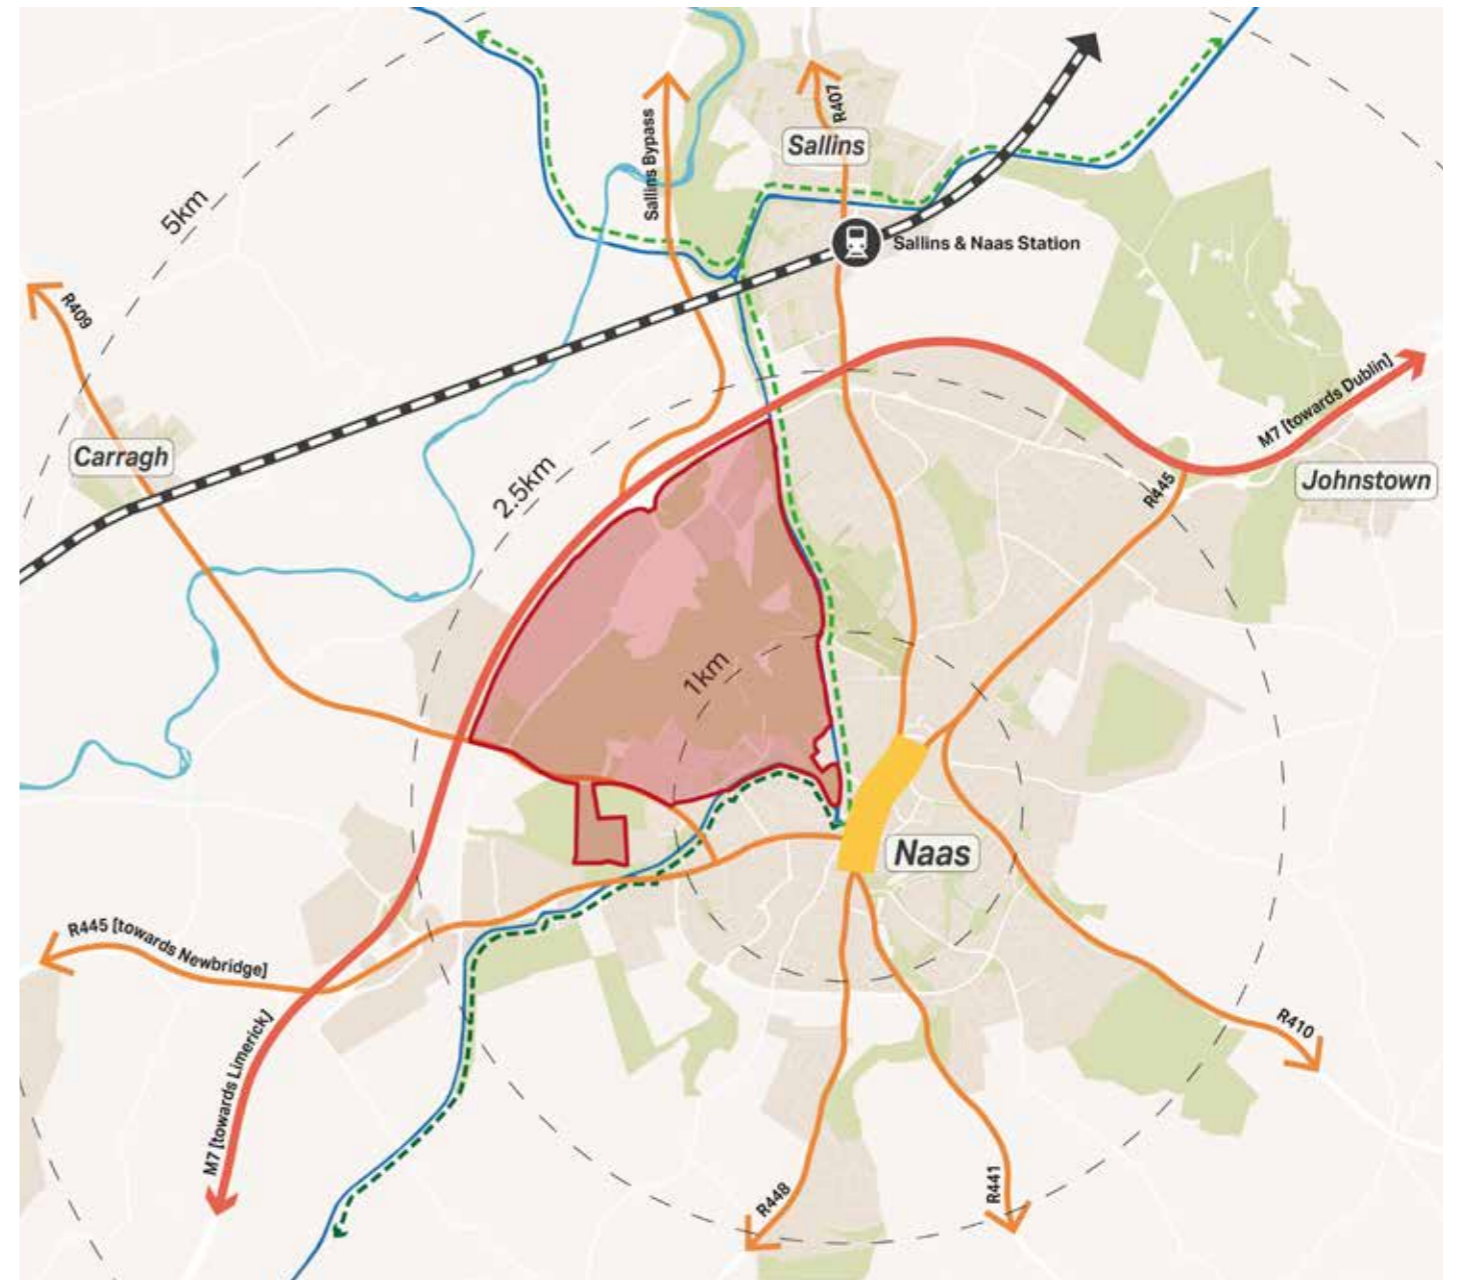 R407
Sallins Bypass
Sallins
5km
Sallins & Naas Station
R409
M7 [towards Dublin]
Carragh
2.5km
Johnstown
R445
1km
Naas
R445 [towards Newbridge]
R410
M7 [towards Limerick]
R448
R441